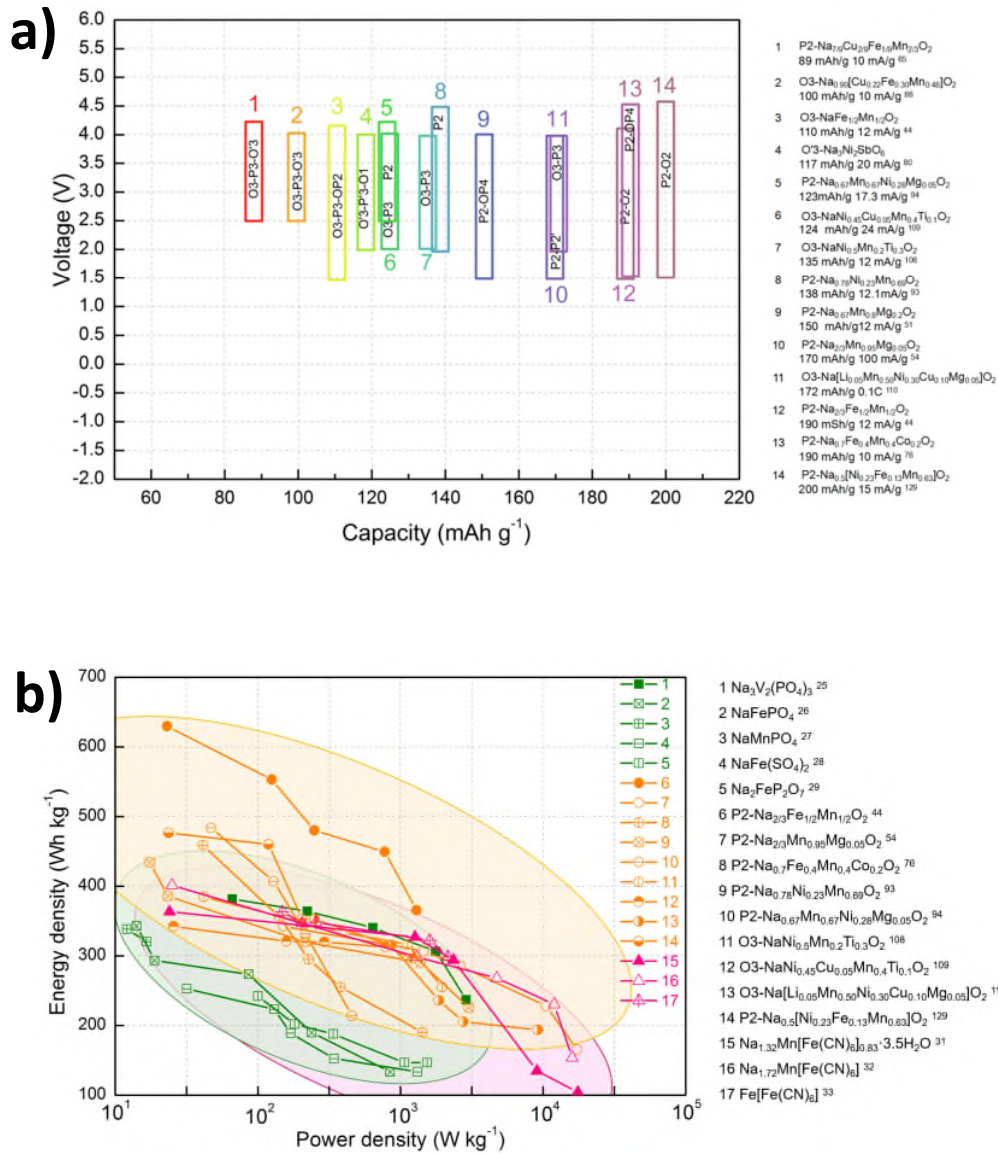 a)
6.0
5.5
5.0
4.5
4.0
3.5
3.0
2.5
2.0
1.5
1.0
0.5
0.0
-0.5
-1.0
-1.5
-2.0
Voltage (V)
1
2
3
4
5
6
7
8
9
10
11
12
13
14
O3-P3-O'3
O3-P3-O'3
O3-P3-OP2
O'3-P'3-O1
P2
O3-P3
O3-P3
P2
P2-OP4
O3-P3
P2-P2'
P2-OP4
P2-O2
P2-O2
60 80 100 120 140 160 180 200 220
Capacity (mAh g⁻¹)
1 P2-Na₇/₉Cu₂/₉Fe₁/₉Mn₂/₃O₂
89 mAh/g 10 mA/g ⁶⁵
2 O3-Na₀.₉₀[Cu₀.₂₂Fe₀.₃₀Mn₀.₄₈]O₂
100 mAh/g 10 mA/g ⁶⁶
3 O3-NaFe₁/₂Mn₁/₂O₂
110 mAh/g 12 mA/g ⁴⁴
4 O'3-Na₃Ni₂SbO₆
117 mAh/g 20 mA/g ⁸⁰
5 P2-Na₀.₆₇Mn₀.₆₇Ni₀.₂₈Mg₀.₀₅O₂
123mAh/g 17.3 mA/g ⁹⁴
6 O3-NaNi₀.₄₅Cu₀.₀₅Mn₀.₄Ti₀.₁O₂
124 mAh/g 24 mA/g ¹⁰⁹
7 O3-NaNi₀.₅Mn₀.₂Ti₀.₃O₂
135 mAh/g 12 mA/g ¹⁰⁸
8 P2-Na₀.₇₈Ni₀.₂₃Mn₀.₆₉O₂
138 mAh/g 12.1mA/g ⁹³
9 P2-Na₀.₆₇Mn₀.₈Mg₀.₂O₂
150 mAh/g12 mA/g ⁵¹
10 P2-Na₂/₃Mn₀.₉₅Mg₀.₀₅O₂
170 mAh/g 100 mA/g ⁵⁴
11 O3-Na[Li₀.₀₅Mn₀.₅₀Ni₀.₃₀Cu₀.₁₀Mg₀.₀₅]O₂
172 mAh/g 0.1C ¹¹⁰
12 P2-Na₂/₃Fe₁/₂Mn₁/₂O₂
190 mSh/g 12 mA/g ⁴⁴
13 P2-Na₀.₇Fe₀.₄Mn₀.₄Co₀.₂O₂
190 mAh/g 10 mA/g ⁷⁶
14 P2-Na₀.₅[Ni₀.₂₃Fe₀.₁₃Mn₀.₆₃]O₂
200 mAh/g 15 mA/g ¹²⁹
b)
700
600
500
400
300
200
100
Energy density (Wh kg⁻¹)
10¹ 10² 10³ 10⁴ 10⁵
Power density (W kg⁻¹)
1
2
3
4
5
6
7
8
9
10
11
12
13
14
15
16
17
1 Na₃V₂(PO₄)₃ ²⁵
2 NaFePO₄ ²⁶
3 NaMnPO₄ ²⁷
4 NaFe(SO₄)₂ ²⁸
5 Na₂FeP₂O₇ ²⁹
6 P2-Na₂/₃Fe₁/₂Mn₁/₂O₂ ⁴⁴
7 P2-Na₂/₃Mn₀.₉₅Mg₀.₀₅O₂ ⁵⁴
8 P2-Na₀.₇Fe₀.₄Mn₀.₄Co₀.₂O₂ ⁷⁶
9 P2-Na₀.₇₈Ni₀.₂₃Mn₀.₆₉O₂ ⁹³
10 P2-Na₀.₆₇Mn₀.₆₇Ni₀.₂₈Mg₀.₀₅O₂ ⁹⁴
11 O3-NaNi₀.₅Mn₀.₂Ti₀.₃O₂ ¹⁰⁸
12 O3-NaNi₀.₄₅Cu₀.₀₅Mn₀.₄Ti₀.₁O₂ ¹⁰⁹
13 O3-Na[Li₀.₀₅Mn₀.₅₀Ni₀.₃₀Cu₀.₁₀Mg₀.₀₅]O₂ ¹¹
14 P2-Na₀.₅[Ni₀.₂₃Fe₀.₁₃Mn₀.₆₃]O₂ ¹²⁹
15 Na₁.₃₂Mn[Fe(CN)₆]₀.₈₃·3.5H₂O ³¹
16 Na₁.₇₂Mn[Fe(CN)₆] ³²
17 Fe[Fe(CN)₆] ³³